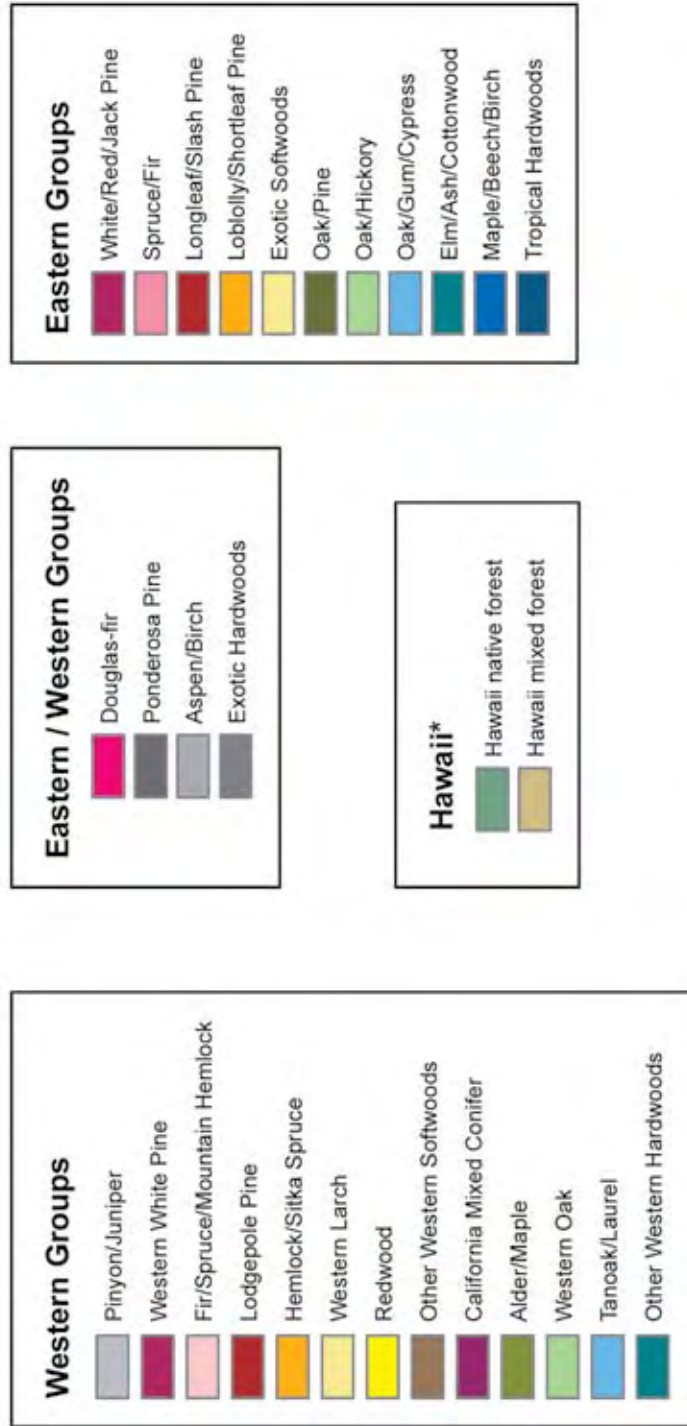 Western Groups
Pinyon/Juniper
Western White Pine
Fir/Spruce/Mountain Hemlock
Lodgepole Pine
Hemlock/Sitka Spruce
Western Larch
Redwood
Other Western Softwoods
California Mixed Conifer
Alder/Maple
Western Oak
Tanoak/Laurel
Other Western Hardwoods
Eastern / Western Groups
Douglas-fir
Ponderosa Pine
Aspen/Birch
Exotic Hardwoods
Hawaii*
Hawaii native forest
Hawaii mixed forest
Eastern Groups
White/Red/Jack Pine
Spruce/Fir
Longleaf/Slash Pine
Loblolly/Shortleaf Pine
Exotic Softwoods
Oak/Pine
Oak/Hickory
Oak/Gum/Cypress
Elm/Ash/Cottonwood
Maple/Beech/Birch
Tropical Hardwoods